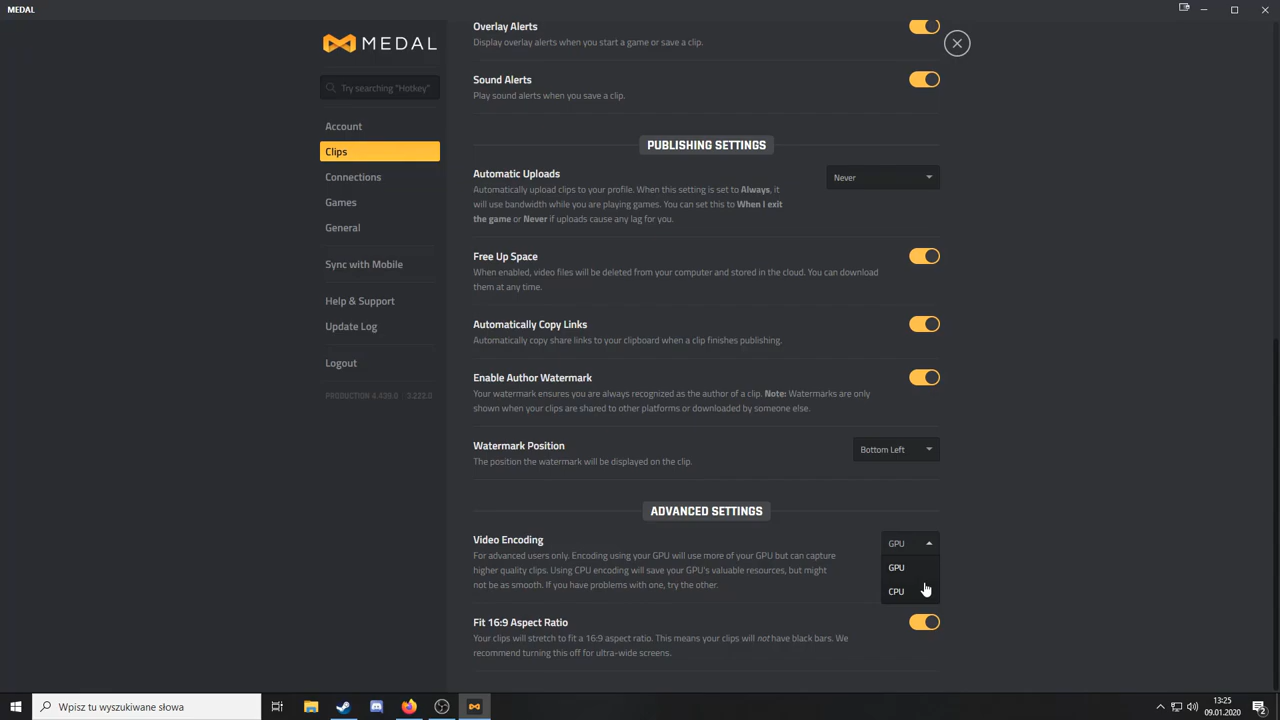 MEDAL
MEDAL
Try searching "Hotkey"
Account
Clips
Connections
Games
General
Sync with Mobile
Help & Support
Update Log
Logout
PRODUCTION 4.439.0 | 3.222.0
Overlay Alerts
Display overlay alerts when you start a game or save a clip.
Sound Alerts
Play sound alerts when you save a clip.
PUBLISHING SETTINGS
Automatic Uploads
Never
Automatically upload clips to your profile. When this setting is set to Always, it
will use bandwidth while you are playing games. You can set this to When I exit
the game or Never if uploads cause any lag for you.
Free Up Space
When enabled, video files will be deleted from your computer and stored in the cloud. You can download
them at any time.
Automatically Copy Links
Automatically copy share links to your clipboard when a clip finishes publishing.
Enable Author Watermark
Your watermark ensures you are always recognized as the author of a clip. Note: Watermarks are only
shown when your clips are shared to other platforms or downloaded by someone else.
Watermark Position
Bottom Left
The position the watermark will be displayed on the clip.
ADVANCED SETTINGS
Video Encoding
GPU
For advanced users only. Encoding using your GPU will use more of your GPU but can capture
higher quality clips. Using CPU encoding will save your GPU's valuable resources, but might
not be as smooth. If you have problems with one, try the other.
GPU
CPU
Fit 16:9 Aspect Ratio
Your clips will stretch to fit a 16:9 aspect ratio. This means your clips will not have black bars. We
recommend turning this off for ultra-wide screens.
Wpisz tu wyszukiwane słowa
13:25
09.01.2020
2